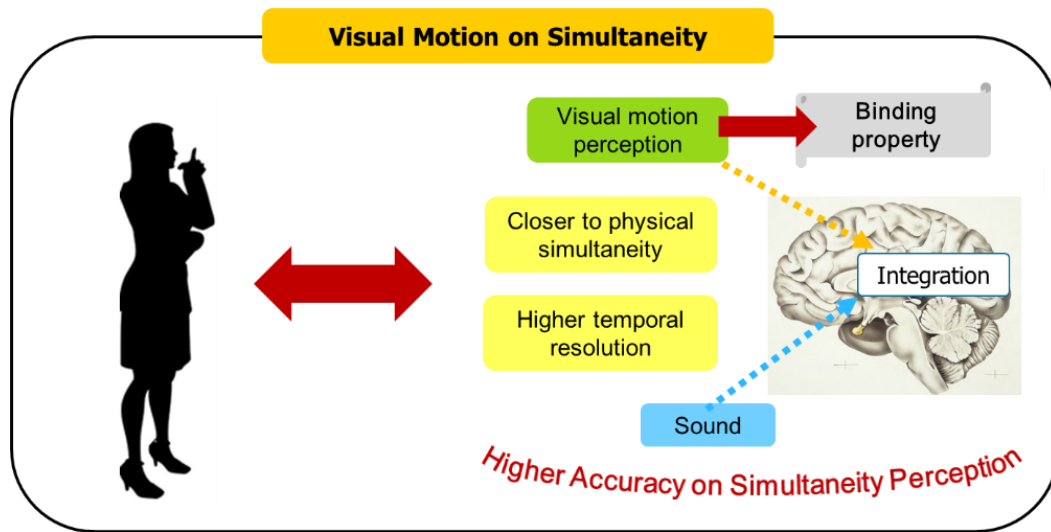 Visual Motion on Simultaneity
Visual motion
perception
Binding
property
Closer to physical
simultaneity
Integration
Higher temporal
resolution
Sound
Higher Accuracy on Simultaneity Perception